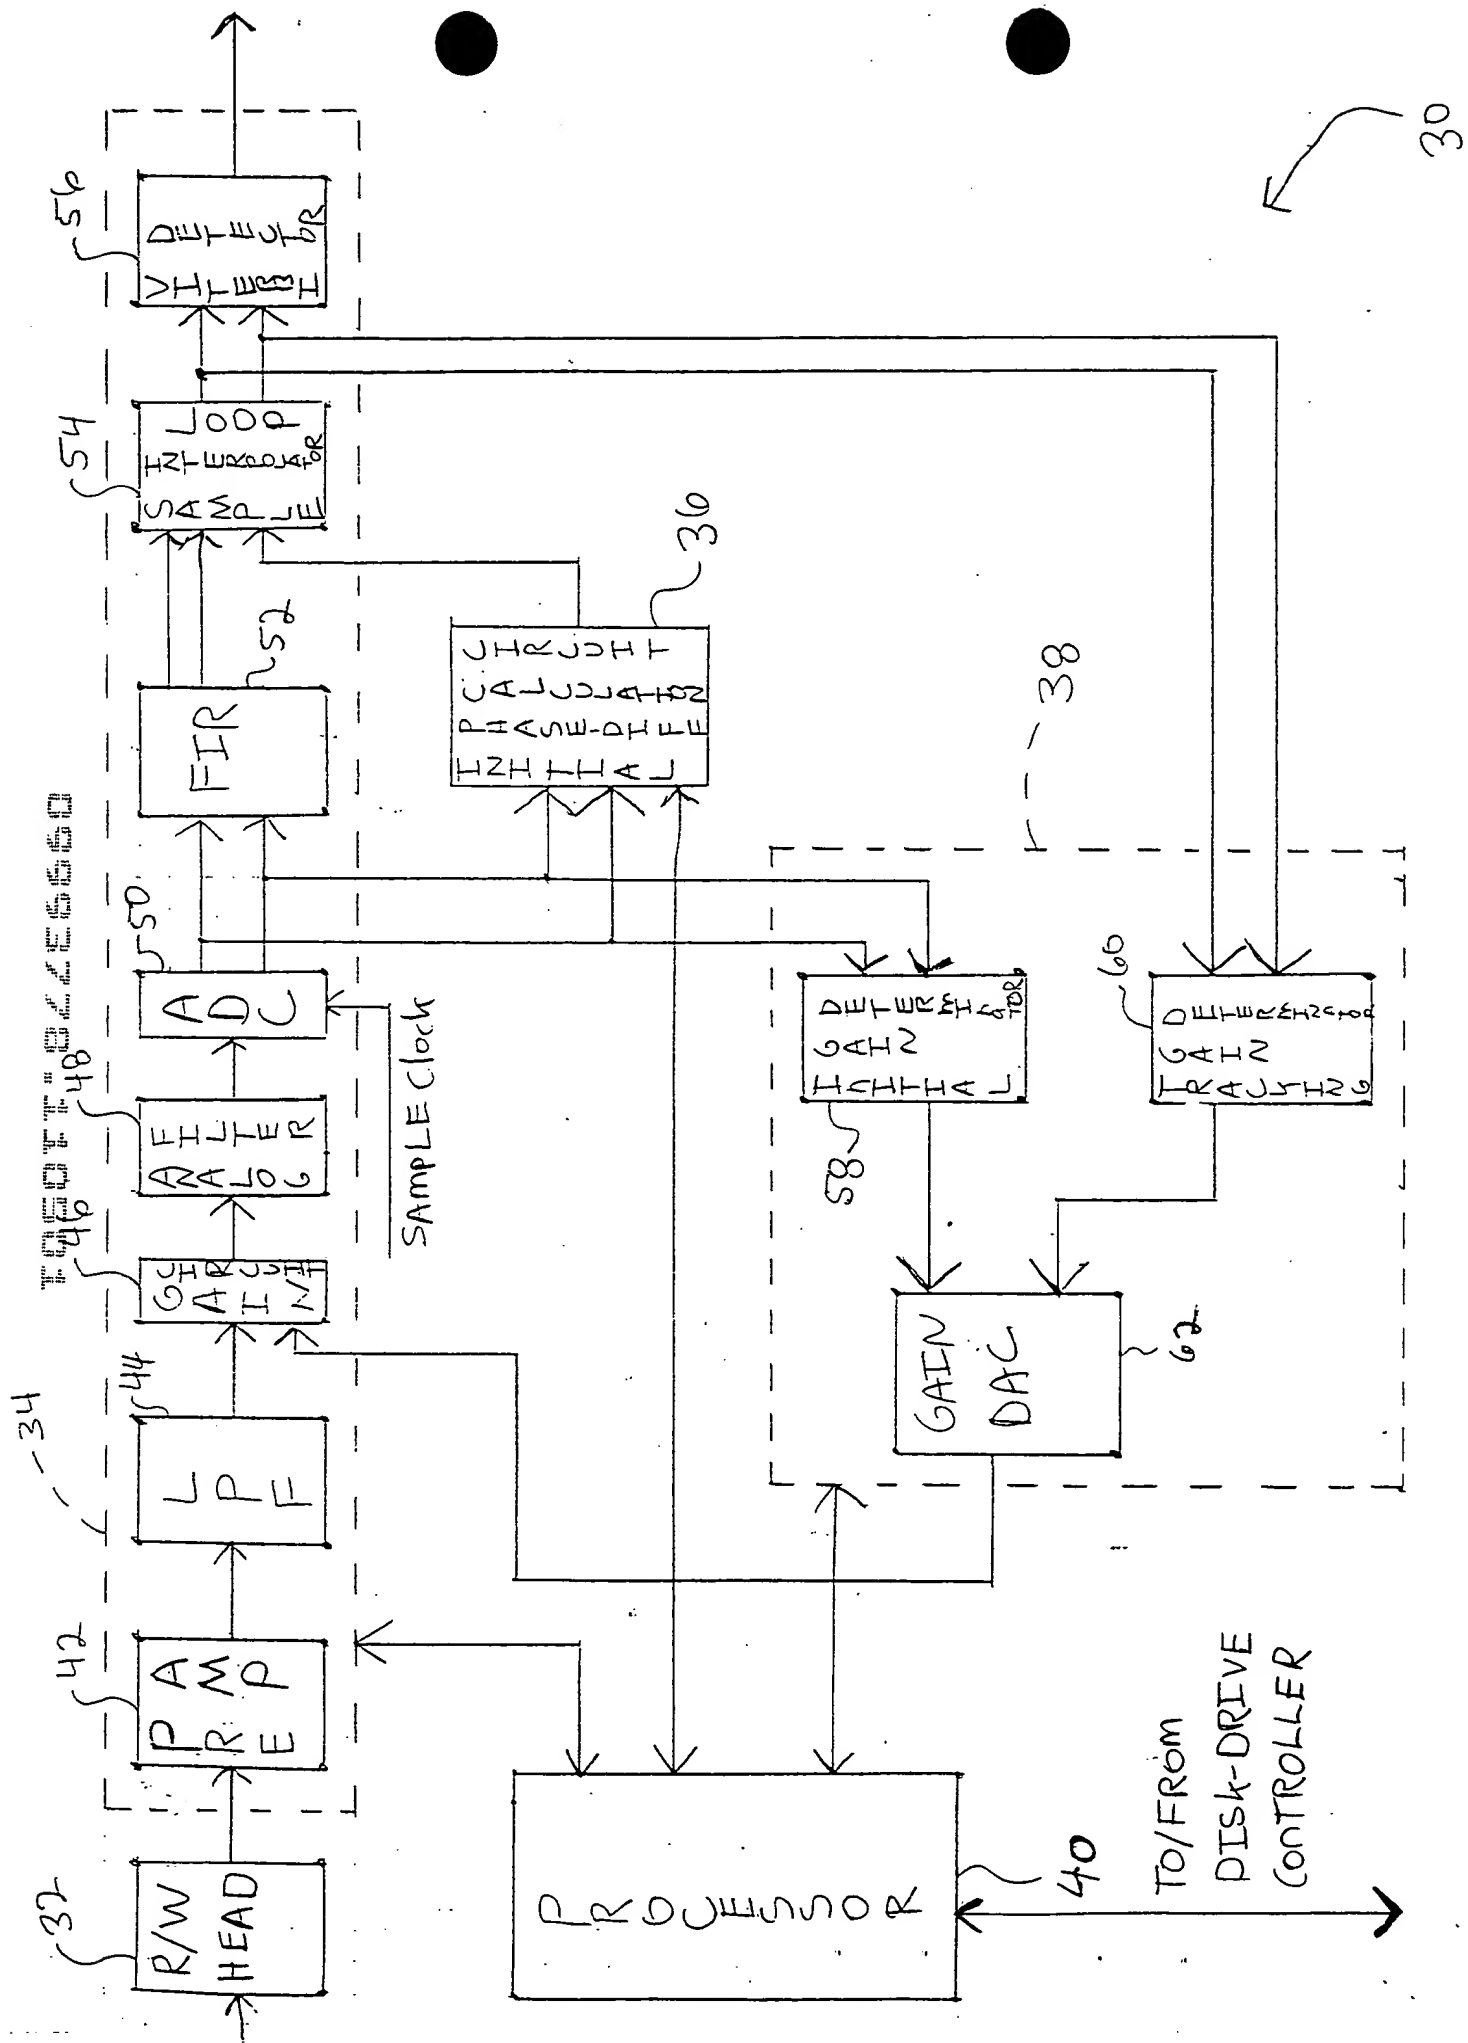 30
34
32
R/W
HEAD
42
PRE
AMP
44
LPF
46
GAIN
CIRCUIT
48
ANALOG
FILTER
50
ADC
SAMPLE Clock
52
FIR
54
SAMPLE
INTERPOLATOR
LOOP
56
VITERBI
DETECTOR
36
INITIAL
PHASE-DIFF
CALCULATION
CIRCUIT
38
58
INITIAL
GAIN
DETERMINATOR
60
TRACKING
GAIN
DETERMINATOR
62
GAIN
DAC
40
PROCESSOR
TO/FROM
DISK-DRIVE
CONTROLLER